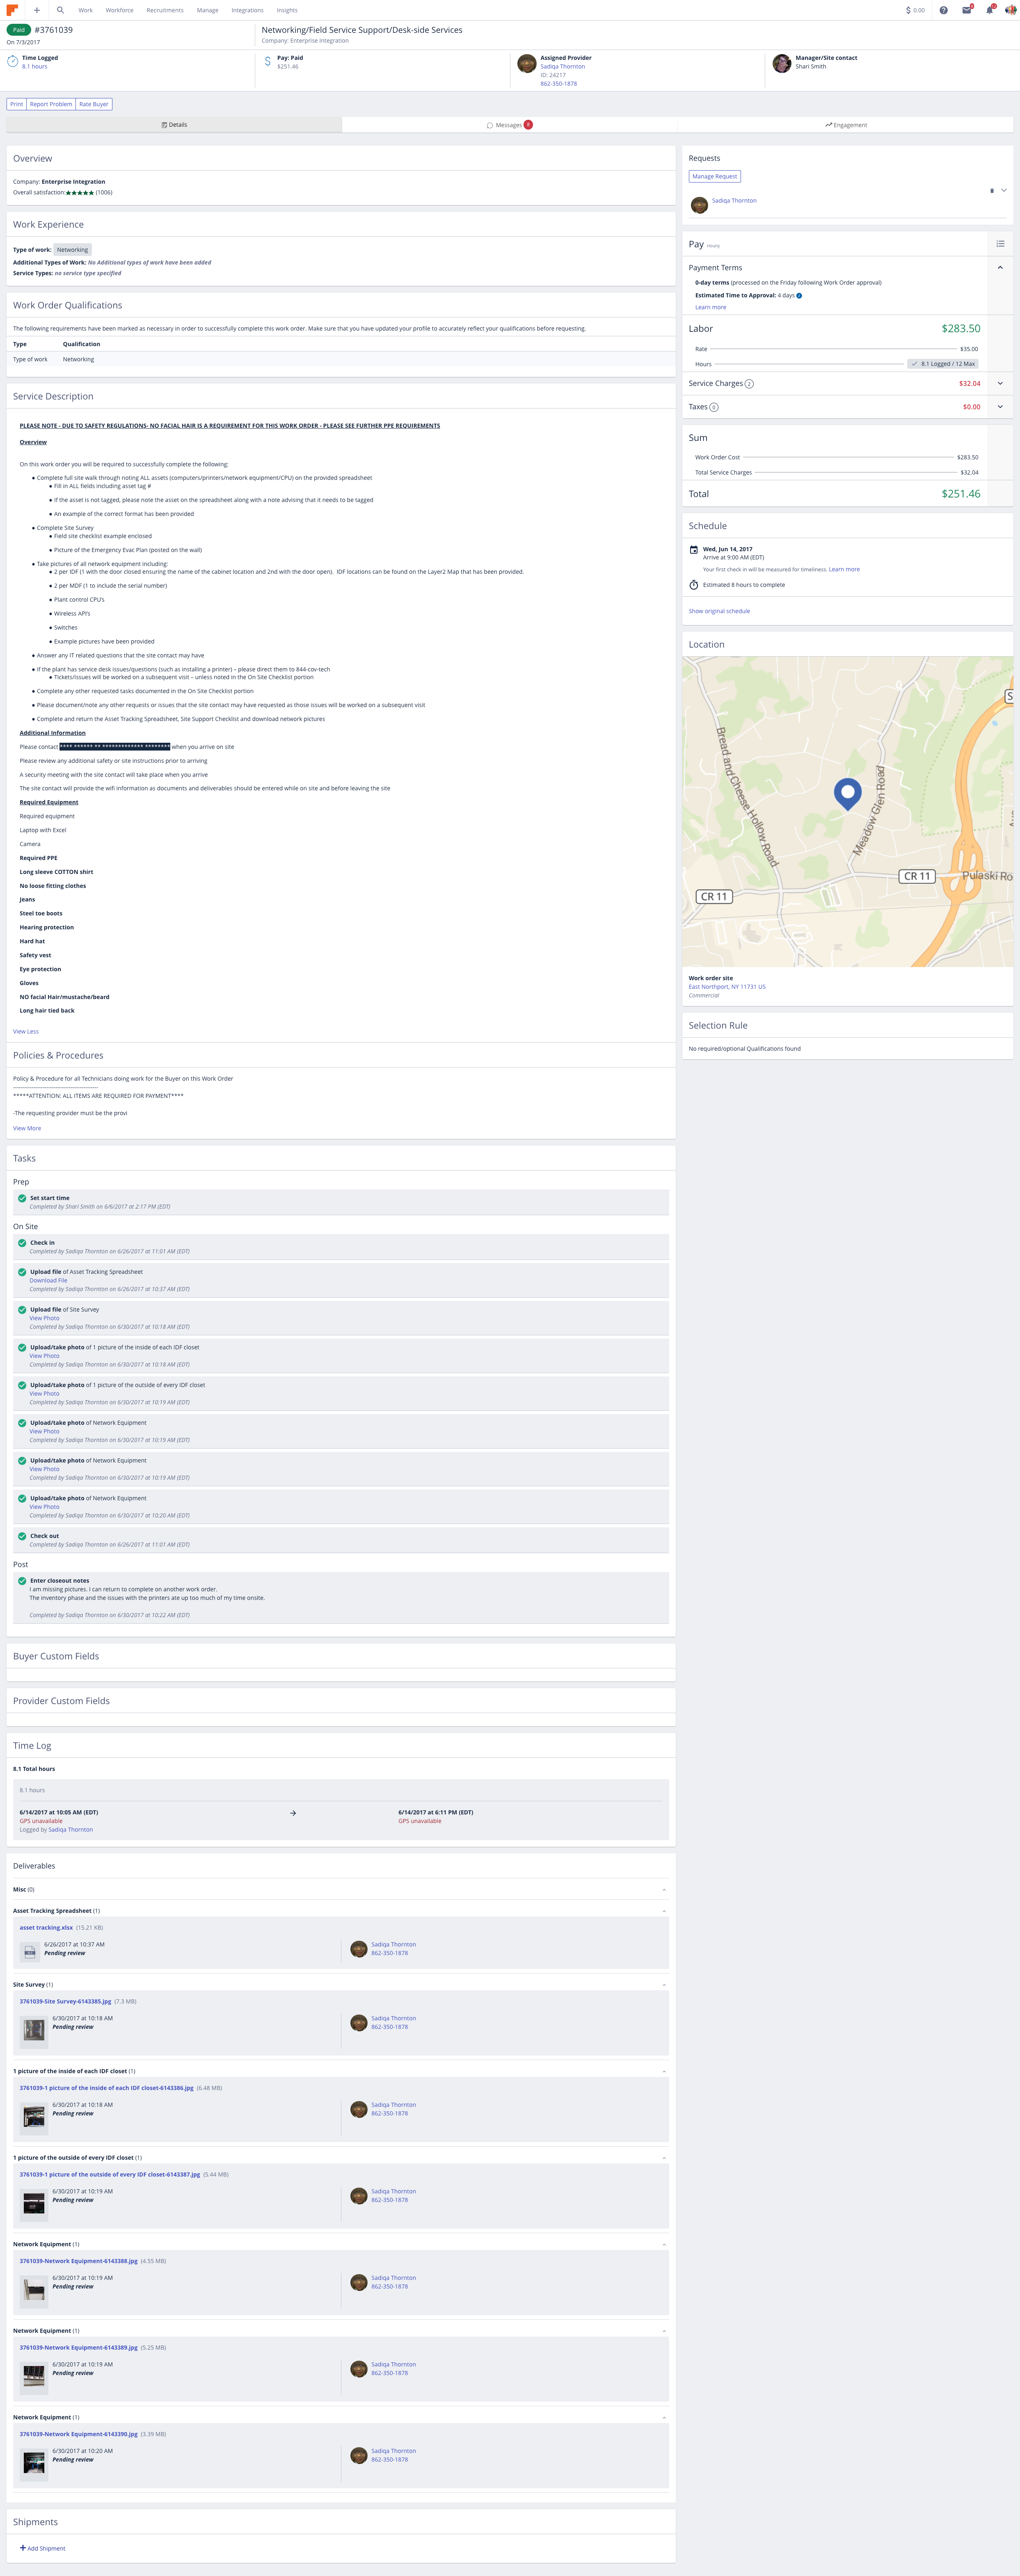 Work Workforce Recruitments Manage Integrations Insights
$ 0.00
Paid #3761039
On 7/3/2017
Networking/Field Service Support/Desk-side Services
Company: Enterprise Integration
Time Logged
8.1 hours
Pay: Paid
$251.46
Assigned Provider
Sadiqa Thornton
ID: 24217
862-350-1878
Manager/Site contact
Shari Smith
Print Report Problem Rate Buyer
Details
Messages 8
Engagement
Overview
Company: Enterprise Integration
Overall satisfaction:★★★★★ (1006)
Work Experience
Type of work: Networking
Additional Types of Work: No Additional types of work have been added
Service Types: no service type specified
Work Order Qualifications
The following requirements have been marked as necessary in order to successfully complete this work order. Make sure that you have updated your profile to accurately reflect your qualifications before requesting.
Type Qualification
Type of work Networking
Service Description
PLEASE NOTE - DUE TO SAFETY REGULATIONS- NO FACIAL HAIR IS A REQUIREMENT FOR THIS WORK ORDER - PLEASE SEE FURTHER PPE REQUIREMENTS
Overview
On this work order you will be required to successfully complete the following:
● Complete full site walk through noting ALL assets (computers/printers/network equipment/CPU) on the provided spreadsheet
● Fill in ALL fields including asset tag #
● If the asset is not tagged, please note the asset on the spreadsheet along with a note advising that it needs to be tagged
● An example of the correct format has been provided
● Complete Site Survey
● Field site checklist example enclosed
● Picture of the Emergency Evac Plan (posted on the wall)
● Take pictures of all network equipment including:
● 2 per IDF (1 with the door closed ensuring the name of the cabinet location and 2nd with the door open). IDF locations can be found on the Layer2 Map that has been provided.
● 2 per MDF (1 to include the serial number)
● Plant control CPU's
● Wireless API's
● Switches
● Example pictures have been provided
● Answer any IT related questions that the site contact may have
● If the plant has service desk issues/questions (such as installing a printer) – please direct them to 844-cov-tech
● Tickets/issues will be worked on a subsequent visit – unless noted in the On Site Checklist portion
● Complete any other requested tasks documented in the On Site Checklist portion
● Please document/note any other requests or issues that the site contact may have requested as those issues will be worked on a subsequent visit
● Complete and return the Asset Tracking Spreadsheet, Site Support Checklist and download network pictures
Additional Information
Please contact **** ****** ** ************* ******** when you arrive on site
Please review any additional safety or site instructions prior to arriving
A security meeting with the site contact will take place when you arrive
The site contact will provide the wifi information as documents and deliverables should be entered while on site and before leaving the site
Required Equipment
Required equipment
Laptop with Excel
Camera
Required PPE
Long sleeve COTTON shirt
No loose fitting clothes
Jeans
Steel toe boots
Hearing protection
Hard hat
Safety vest
Eye protection
Gloves
NO facial Hair/mustache/beard
Long hair tied back
View Less
Policies & Procedures
Policy & Procedure for all Technicians doing work for the Buyer on this Work Order
----------------------------------------
*****ATTENTION: ALL ITEMS ARE REQUIRED FOR PAYMENT****
-The requesting provider must be the provi
View More
Tasks
Prep
Set start time
Completed by Shari Smith on 6/6/2017 at 2:17 PM (EDT)
On Site
Check in
Completed by Sadiqa Thornton on 6/26/2017 at 11:01 AM (EDT)
Upload file of Asset Tracking Spreadsheet
Download File
Completed by Sadiqa Thornton on 6/26/2017 at 10:37 AM (EDT)
Upload file of Site Survey
View Photo
Completed by Sadiqa Thornton on 6/30/2017 at 10:18 AM (EDT)
Upload/take photo of 1 picture of the inside of each IDF closet
View Photo
Completed by Sadiqa Thornton on 6/30/2017 at 10:18 AM (EDT)
Upload/take photo of 1 picture of the outside of every IDF closet
View Photo
Completed by Sadiqa Thornton on 6/30/2017 at 10:19 AM (EDT)
Upload/take photo of Network Equipment
View Photo
Completed by Sadiqa Thornton on 6/30/2017 at 10:19 AM (EDT)
Upload/take photo of Network Equipment
View Photo
Completed by Sadiqa Thornton on 6/30/2017 at 10:19 AM (EDT)
Upload/take photo of Network Equipment
View Photo
Completed by Sadiqa Thornton on 6/30/2017 at 10:20 AM (EDT)
Check out
Completed by Sadiqa Thornton on 6/26/2017 at 11:01 AM (EDT)
Post
Enter closeout notes
I am missing pictures. I can return to complete on another work order.
The inventory phase and the issues with the printers ate up too much of my time onsite.
Completed by Sadiqa Thornton on 6/30/2017 at 10:22 AM (EDT)
Buyer Custom Fields
Provider Custom Fields
Time Log
8.1 Total hours
8.1 hours
6/14/2017 at 10:05 AM (EDT) → 6/14/2017 at 6:11 PM (EDT)
GPS unavailable GPS unavailable
Logged by Sadiqa Thornton
Deliverables
Misc (0)
Asset Tracking Spreadsheet (1)
asset tracking.xlsx (15.21 KB)
6/26/2017 at 10:37 AM Sadiqa Thornton
Pending review 862-350-1878
Site Survey (1)
3761039-Site Survey-6143385.jpg (7.3 MB)
6/30/2017 at 10:18 AM Sadiqa Thornton
Pending review 862-350-1878
1 picture of the inside of each IDF closet (1)
3761039-1 picture of the inside of each IDF closet-6143386.jpg (6.48 MB)
6/30/2017 at 10:18 AM Sadiqa Thornton
Pending review 862-350-1878
1 picture of the outside of every IDF closet (1)
3761039-1 picture of the outside of every IDF closet-6143387.jpg (5.44 MB)
6/30/2017 at 10:19 AM Sadiqa Thornton
Pending review 862-350-1878
Network Equipment (1)
3761039-Network Equipment-6143388.jpg (4.55 MB)
6/30/2017 at 10:19 AM Sadiqa Thornton
Pending review 862-350-1878
Network Equipment (1)
3761039-Network Equipment-6143389.jpg (5.25 MB)
6/30/2017 at 10:19 AM Sadiqa Thornton
Pending review 862-350-1878
Network Equipment (1)
3761039-Network Equipment-6143390.jpg (3.39 MB)
6/30/2017 at 10:20 AM Sadiqa Thornton
Pending review 862-350-1878
Shipments
+ Add Shipment
Requests
Manage Request
Sadiqa Thornton
Pay Hourly
Payment Terms
0-day terms (processed on the Friday following Work Order approval)
Estimated Time to Approval: 4 days
Learn more
Labor $283.50
Rate $35.00
Hours 8.1 Logged / 12 Max
Service Charges 2 $32.04
Taxes 0 $0.00
Sum
Work Order Cost $283.50
Total Service Charges $32.04
Total $251.46
Schedule
Wed, Jun 14, 2017
Arrive at 9:00 AM (EDT)
Your first check in will be measured for timeliness. Learn more
Estimated 8 hours to complete
Show original schedule
Location
Bread and Cheese Hollow Road
Meadow Glen Road
CR 11
CR 11
Pulaski Ro
Work order site
East Northport, NY 11731 US
Commercial
Selection Rule
No required/optional Qualifications found